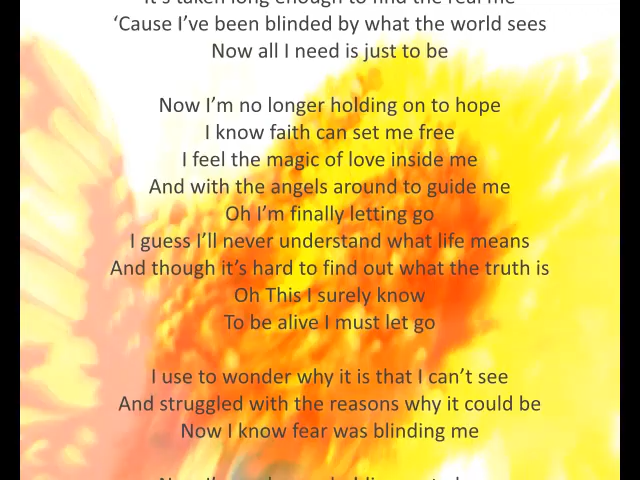 It's taken long enough to find the real me
‘Cause I’ve been blinded by what the world sees
Now all I need is just to be
Now I’m no longer holding on to hope
I know faith can set me free
I feel the magic of love inside me
And with the angels around to guide me
Oh I’m finally letting go
I guess I’ll never understand what life means
And though it’s hard to find out what the truth is
Oh This I surely know
To be alive I must let go
I use to wonder why it is that I can’t see
And struggled with the reasons why it could be
Now I know fear was blinding me